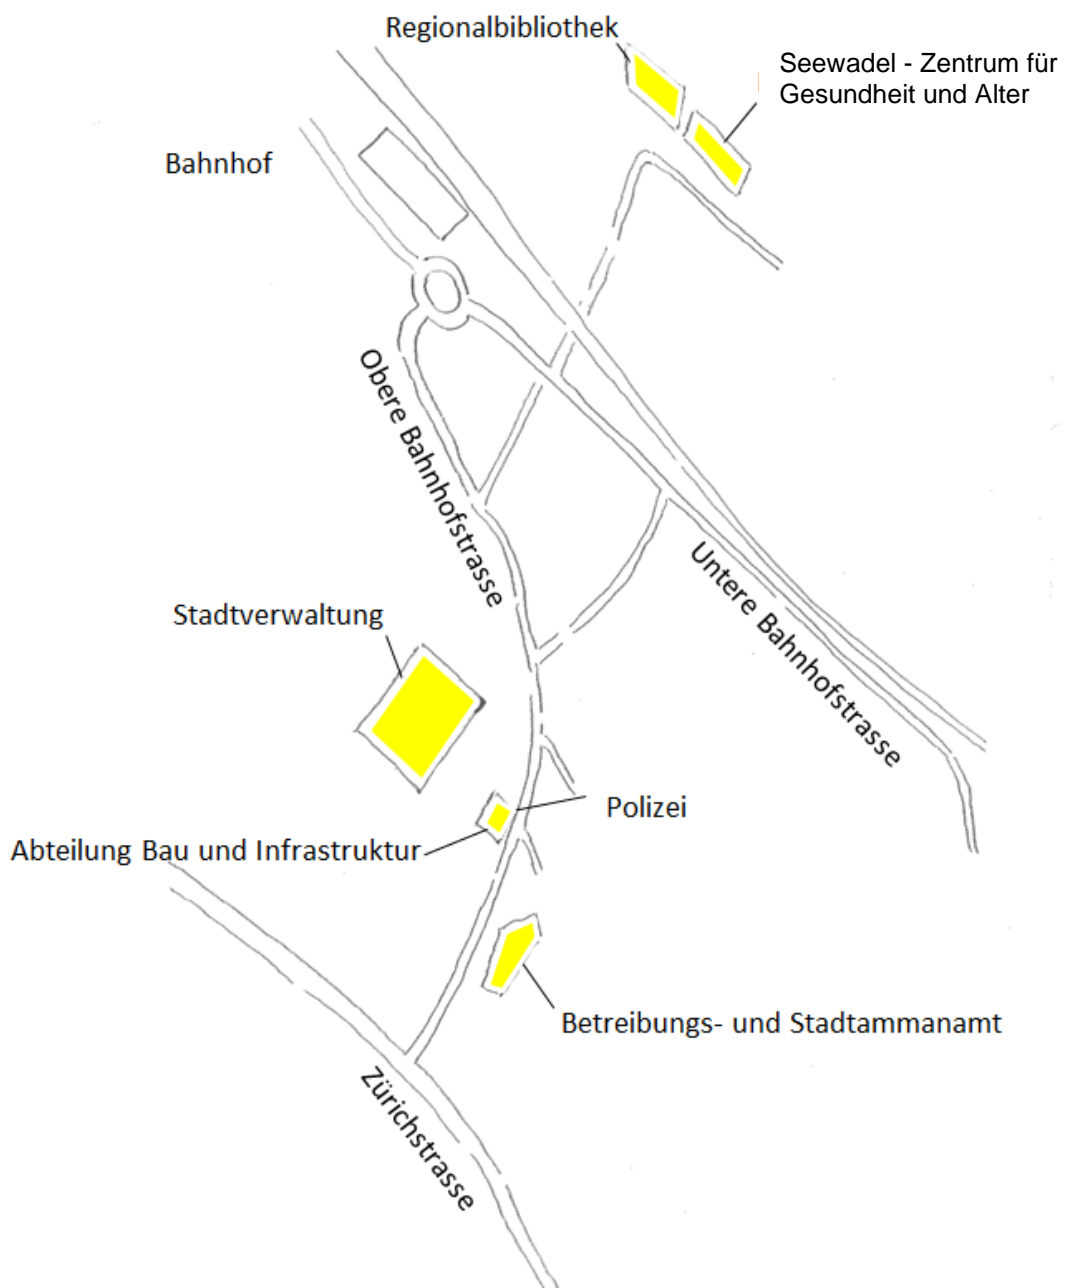 Regionalbibliothek
Seewadel - Zentrum für
Gesundheit und Alter
Bahnhof
Obere Bahnhofstrasse
Untere Bahnhofstrasse
Stadtverwaltung
Polizei
Abteilung Bau und Infrastruktur
Betreibungs- und Stadtammanamt
Zürichstrasse